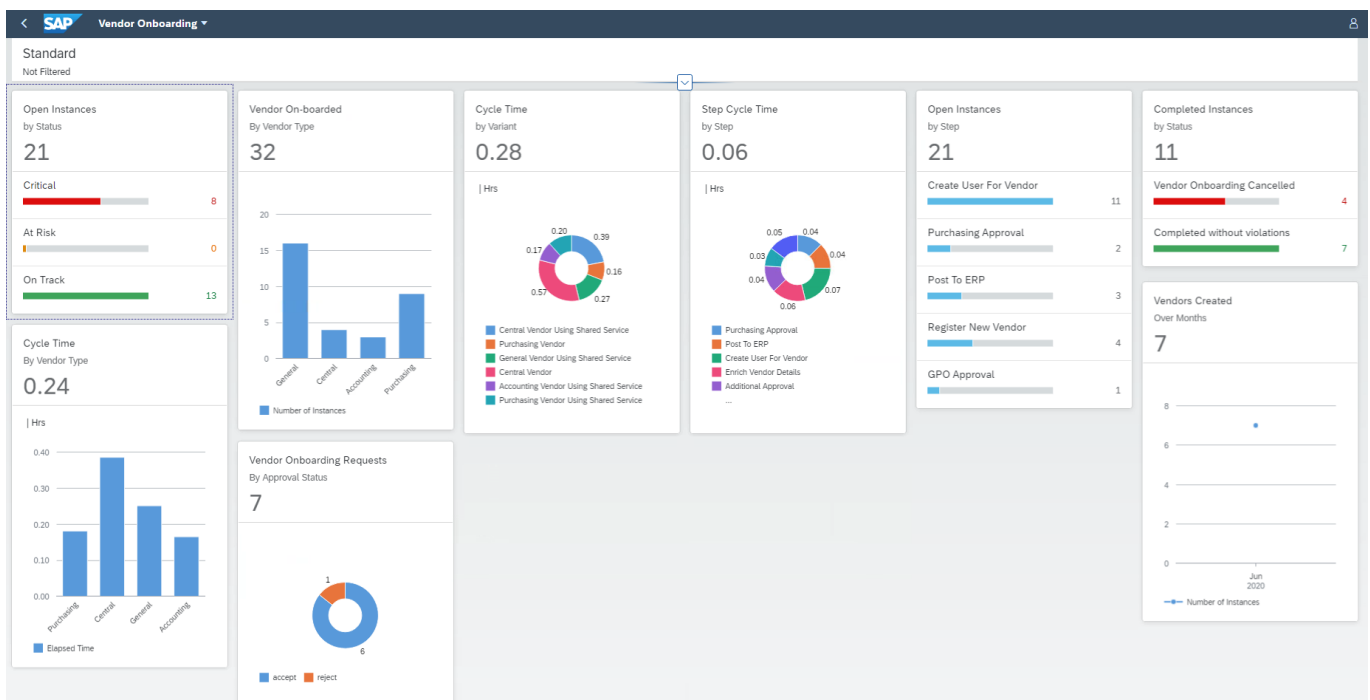 SAP Vendor Onboarding
Standard
Not Filtered
Open Instances
by Status
21
Critical
8
At Risk
0
On Track
13
Cycle Time
By Vendor Type
0.24
| Hrs
0.40
0.30
0.20
0.10
0.00
Purchasing
Central
General
Accounting
Elapsed Time
Vendor On-boarded
By Vendor Type
32
20
15
10
5
0
General
Central
Accounting
Purchasing
Number of Instances
Vendor Onboarding Requests
By Approval Status
7
1
6
accept reject
Cycle Time
by Variant
0.28
| Hrs
0.20
0.39
0.17
0.16
0.57
0.27
Central Vendor Using Shared Service
Purchasing Vendor
General Vendor Using Shared Service
Central Vendor
Accounting Vendor Using Shared Service
Purchasing Vendor Using Shared Service
Step Cycle Time
by Step
0.06
| Hrs
0.05
0.04
0.03
0.04
0.04
0.07
0.06
Purchasing Approval
Post To ERP
Create User For Vendor
Enrich Vendor Details
Additional Approval
...
Open Instances
by Step
21
Create User For Vendor
11
Purchasing Approval
2
Post To ERP
3
Register New Vendor
4
GPO Approval
1
Completed Instances
by Status
11
Vendor Onboarding Cancelled
4
Completed without violations
7
Vendors Created
Over Months
7
8
6
4
2
0
Jun
2020
Number of Instances